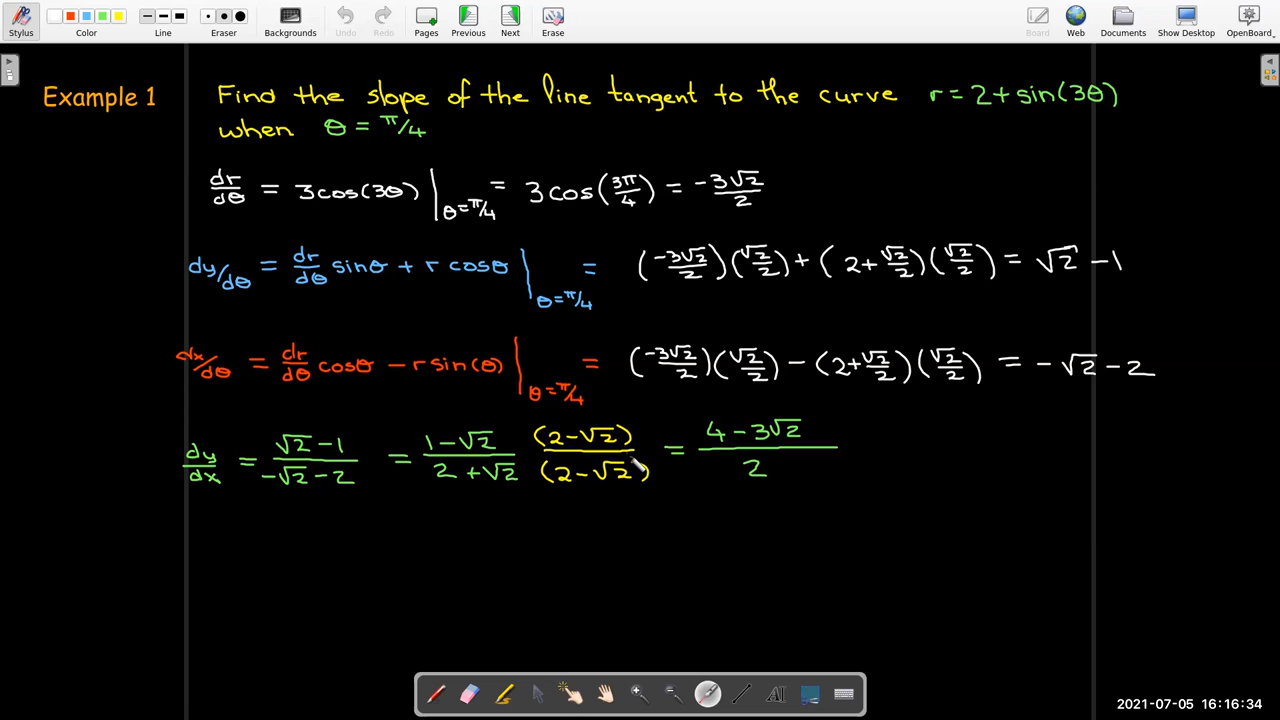 Stylus Color Line Eraser Backgrounds Undo Redo Pages Previous Next Erase Board Web Documents Show Desktop OpenBoard
Example 1 Find the slope of the line tangent to the curve r = 2 + sin(3θ)
when θ = π/4
dr/dθ = 3cos(3θ) |θ=π/4 = 3cos(3π/4) = -3√2/2
dy/dθ = dr/dθ sinθ + r cosθ |θ=π/4 = (-3√2/2)(√2/2) + (2+√2/2)(√2/2) = √2 - 1
dx/dθ = dr/dθ cosθ - r sin(θ) |θ=π/4 = (-3√2/2)(√2/2) - (2+√2/2)(√2/2) = -√2 - 2
dy/dx = (√2 - 1)/(-√2 - 2) = (1 - √2)/(2 + √2) (2-√2)/(2-√2) = (4 - 3√2)/2
AI
2021-07-05 16:16:34